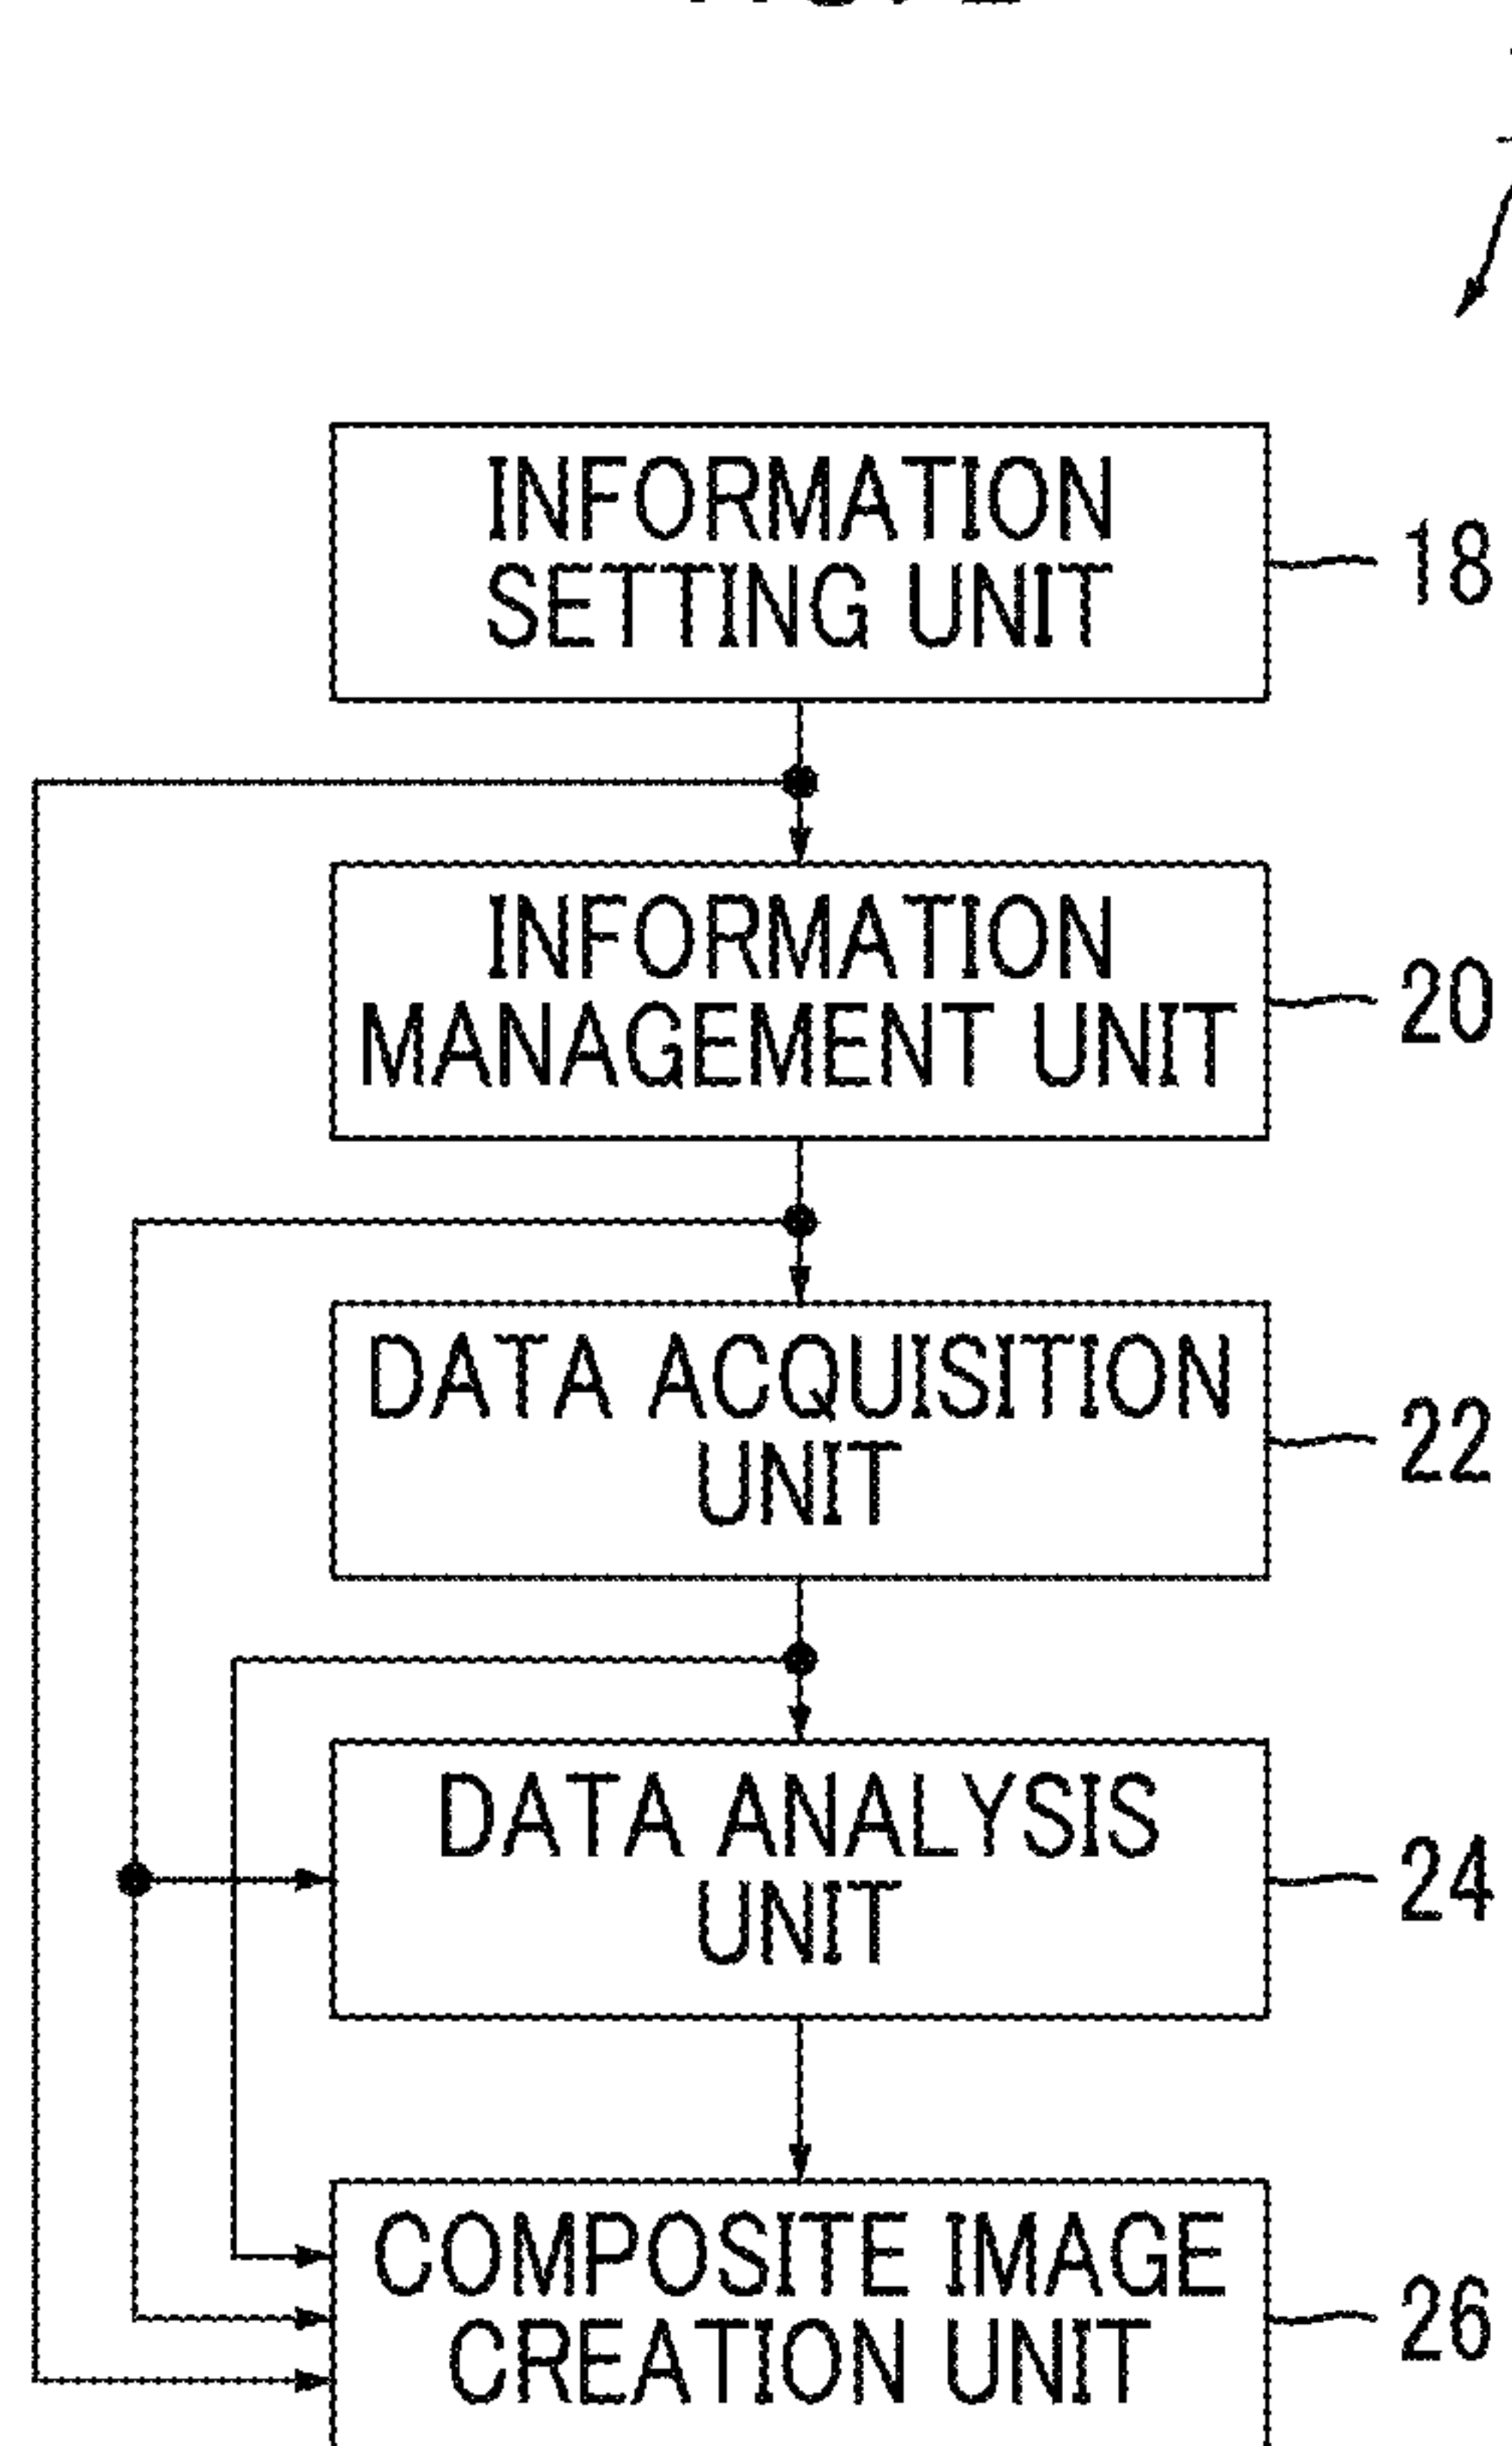 INFORMATION
SETTING UNIT
18
INFORMATION
MANAGEMENT UNIT
20
DATA ACQUISITION
UNIT
22
DATA ANALYSIS
UNIT
24
COMPOSITE IMAGE
CREATION UNIT
26